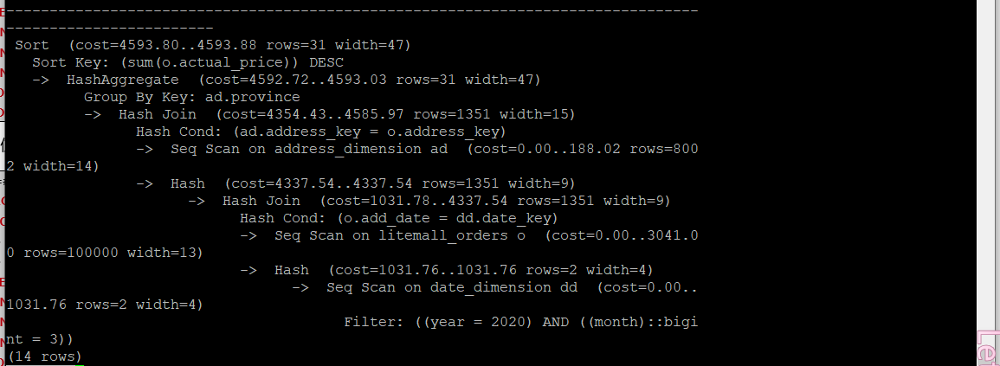 --------------------------------------------------------------------------------
------------------------
 Sort  (cost=4593.80..4593.88 rows=31 width=47)
   Sort Key: (sum(o.actual_price)) DESC
   ->  HashAggregate  (cost=4592.72..4593.03 rows=31 width=47)
         Group By Key: ad.province
         ->  Hash Join  (cost=4354.43..4585.97 rows=1351 width=15)
               Hash Cond: (ad.address_key = o.address_key)
               ->  Seq Scan on address_dimension ad  (cost=0.00..188.02 rows=800
2 width=14)
               ->  Hash  (cost=4337.54..4337.54 rows=1351 width=9)
                     ->  Hash Join  (cost=1031.78..4337.54 rows=1351 width=9)
                           Hash Cond: (o.add_date = dd.date_key)
                           ->  Seq Scan on litemall_orders o  (cost=0.00..3041.0
0 rows=100000 width=13)
                           ->  Hash  (cost=1031.76..1031.76 rows=2 width=4)
                                 ->  Seq Scan on date_dimension dd  (cost=0.00..
1031.76 rows=2 width=4)
                                       Filter: ((year = 2020) AND ((month)::bigi
nt = 3))
(14 rows)